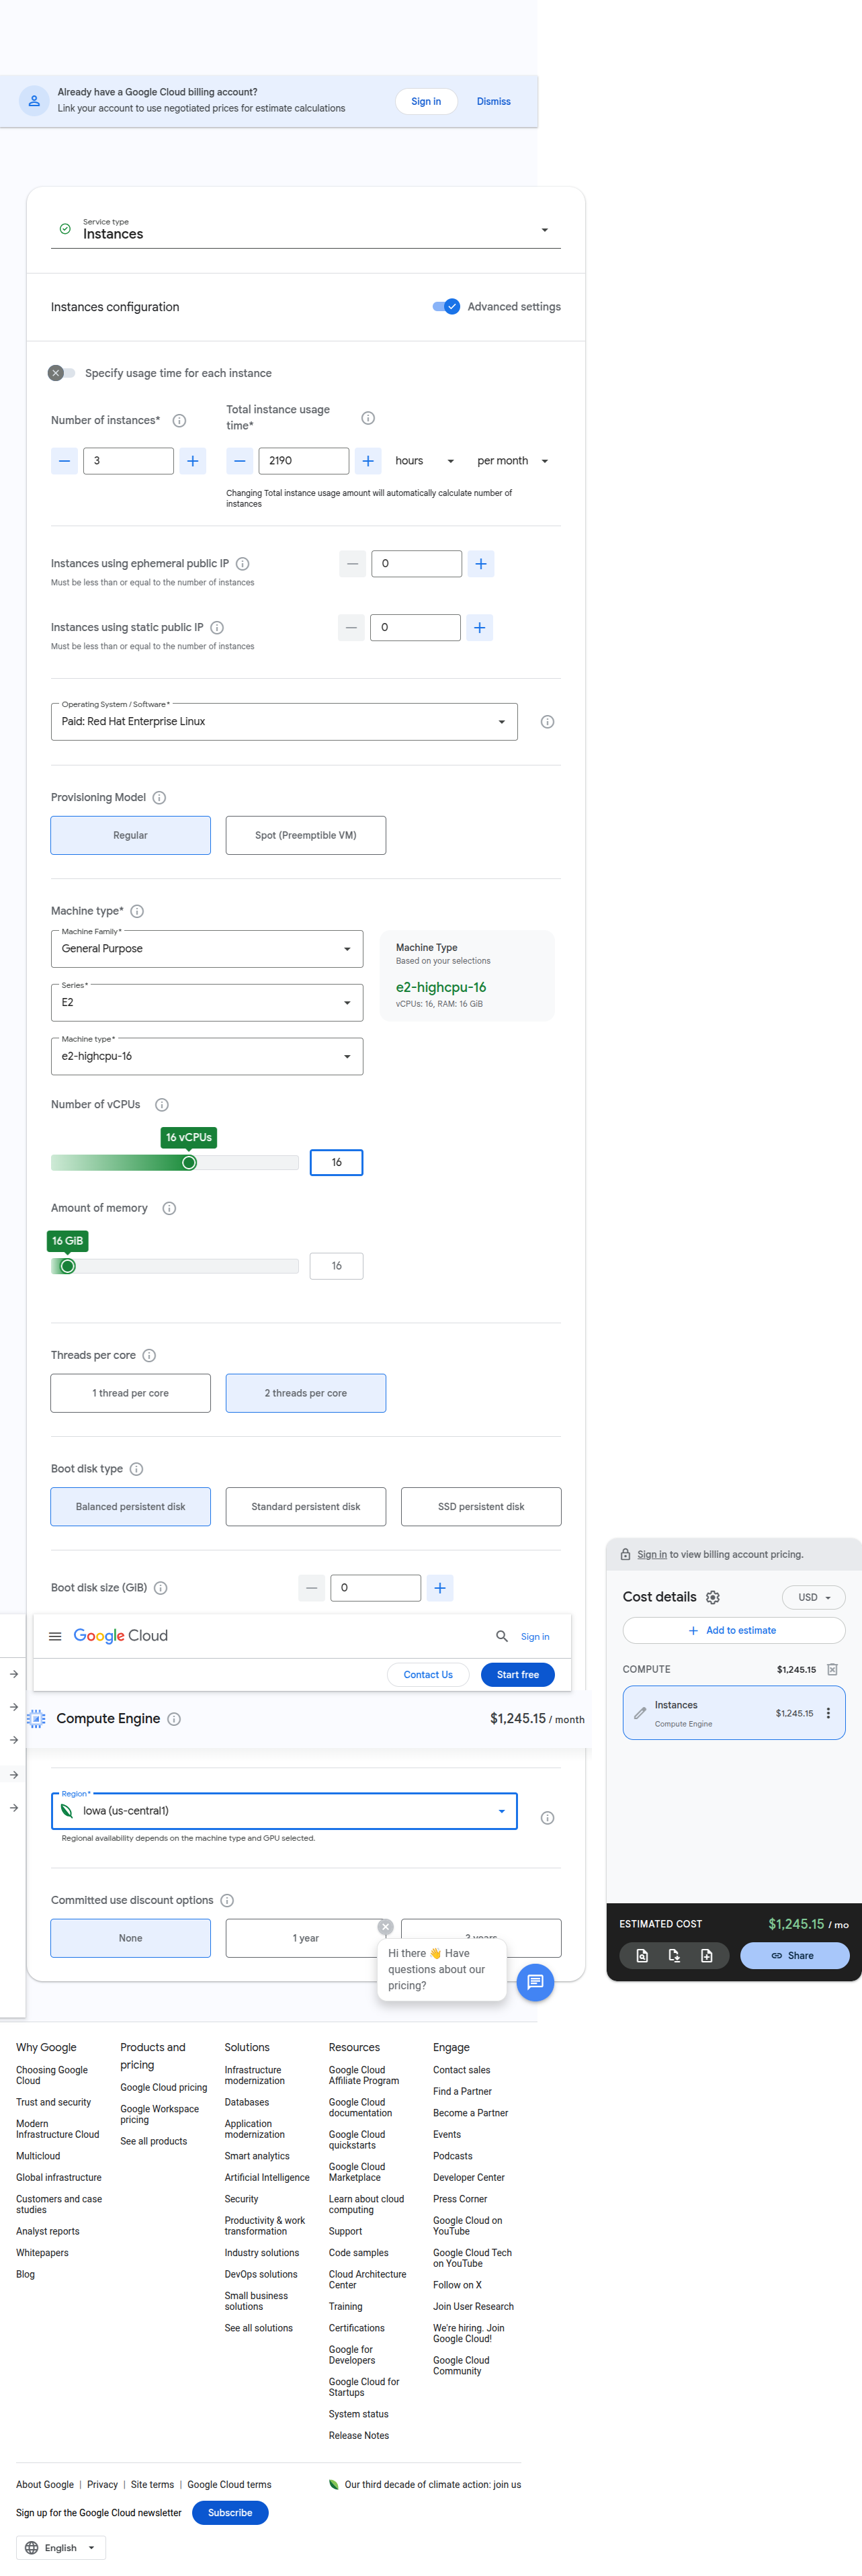 Already have a Google Cloud billing account?
Link your account to use negotiated prices for estimate calculations
Sign in
Dismiss
Service type
Instances
Instances configuration
Advanced settings
Specify usage time for each instance
Number of instances*
Total instance usage
time*
3
2190
hours
per month
Changing Total instance usage amount will automatically calculate number of
instances
Instances using ephemeral public IP
0
Must be less than or equal to the number of instances
Instances using static public IP
0
Must be less than or equal to the number of instances
Operating System / Software*
Paid: Red Hat Enterprise Linux
Provisioning Model
Regular
Spot (Preemptible VM)
Machine type*
Machine Family*
General Purpose
Series*
E2
Machine type*
e2-highcpu-16
Machine Type
Based on your selections
e2-highcpu-16
vCPUs: 16, RAM: 16 GiB
Number of vCPUs
16 vCPUs
16
Amount of memory
16 GiB
16
Threads per core
1 thread per core
2 threads per core
Boot disk type
Balanced persistent disk
Standard persistent disk
SSD persistent disk
Boot disk size (GiB)
0
Google Cloud
Sign in
Contact Us
Start free
Compute Engine
$1,245.15 / month
Region*
Iowa (us-central1)
Regional availability depends on the machine type and GPU selected.
Committed use discount options
None
1 year
3 years
Hi there 👋 Have
questions about our
pricing?
Sign in to view billing account pricing.
Cost details
USD
Add to estimate
COMPUTE
$1,245.15
Instances
Compute Engine
$1,245.15
ESTIMATED COST
$1,245.15 / mo
Share
Why Google
Choosing Google
Cloud
Trust and security
Modern
Infrastructure Cloud
Multicloud
Global infrastructure
Customers and case
studies
Analyst reports
Whitepapers
Blog
Products and
pricing
Google Cloud pricing
Google Workspace
pricing
See all products
Solutions
Infrastructure
modernization
Databases
Application
modernization
Smart analytics
Artificial Intelligence
Security
Productivity & work
transformation
Industry solutions
DevOps solutions
Small business
solutions
See all solutions
Resources
Google Cloud
Affiliate Program
Google Cloud
documentation
Google Cloud
quickstarts
Google Cloud
Marketplace
Learn about cloud
computing
Support
Code samples
Cloud Architecture
Center
Training
Certifications
Google for
Developers
Google Cloud for
Startups
System status
Release Notes
Engage
Contact sales
Find a Partner
Become a Partner
Events
Podcasts
Developer Center
Press Corner
Google Cloud on
YouTube
Google Cloud Tech
on YouTube
Follow on X
Join User Research
We're hiring. Join
Google Cloud!
Google Cloud
Community
About Google | Privacy | Site terms | Google Cloud terms
Our third decade of climate action: join us
Sign up for the Google Cloud newsletter
Subscribe
English